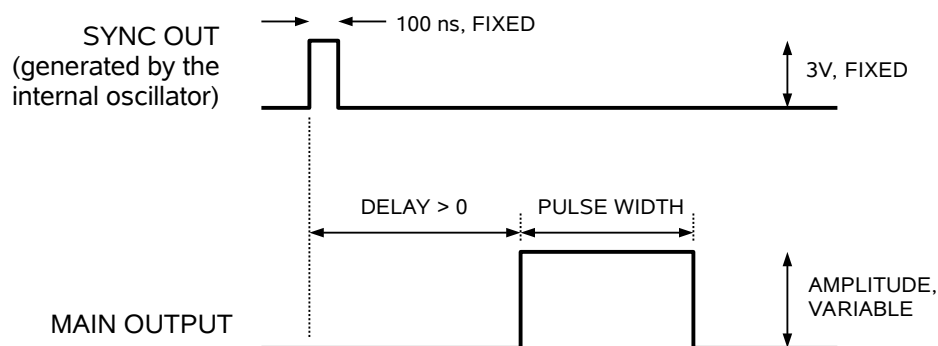 SYNC OUT
(generated by the
internal oscillator)
100 ns, FIXED
3V, FIXED
DELAY > 0
PULSE WIDTH
AMPLITUDE,
VARIABLE
MAIN OUTPUT